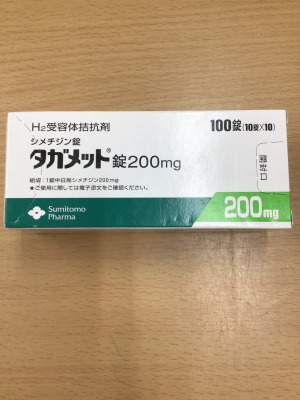 H2受容体拮抗剤
100錠(10錠×10)
シメチジン錠
タガメット®錠200mg
組成:1錠中日局シメチジン200mg
★ご使用に際しては電子添文をご確認ください。
開封口
Sumitomo
Pharma
200mg